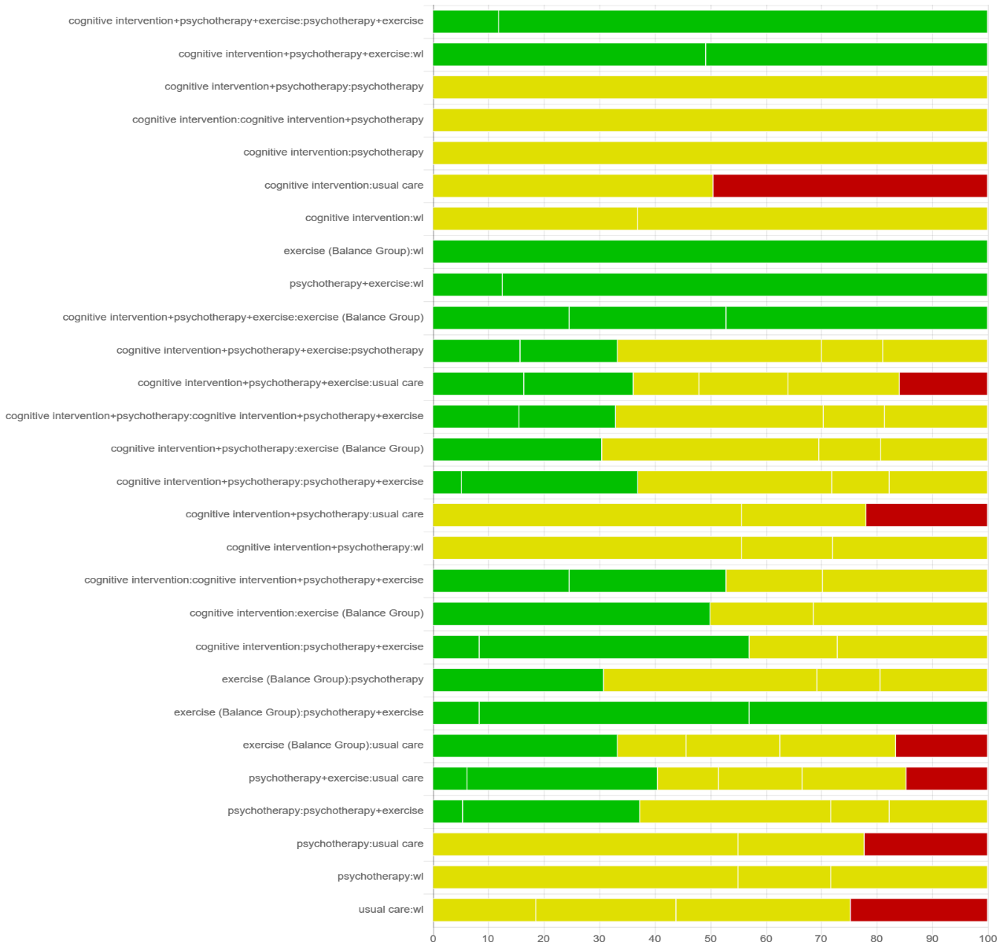 cognitive intervention+psychotherapy+exercise:psychotherapy+exercise
cognitive intervention+psychotherapy+exercise:wl
cognitive intervention+psychotherapy:psychotherapy
cognitive intervention:cognitive intervention+psychotherapy
cognitive intervention:psychotherapy
cognitive intervention:usual care
cognitive intervention:wl
exercise (Balance Group):wl
psychotherapy+exercise:wl
cognitive intervention+psychotherapy+exercise:exercise (Balance Group)
cognitive intervention+psychotherapy+exercise:psychotherapy
cognitive intervention+psychotherapy+exercise:usual care
cognitive intervention+psychotherapy:cognitive intervention+psychotherapy+exercise
cognitive intervention+psychotherapy:exercise (Balance Group)
cognitive intervention+psychotherapy:psychotherapy+exercise
cognitive intervention+psychotherapy:usual care
cognitive intervention+psychotherapy:wl
cognitive intervention:cognitive intervention+psychotherapy+exercise
cognitive intervention:exercise (Balance Group)
cognitive intervention:psychotherapy+exercise
exercise (Balance Group):psychotherapy
exercise (Balance Group):psychotherapy+exercise
exercise (Balance Group):usual care
psychotherapy+exercise:usual care
psychotherapy:psychotherapy+exercise
psychotherapy:usual care
psychotherapy:wl
usual care:wl
0 10 20 30 40 50 60 70 80 90 100